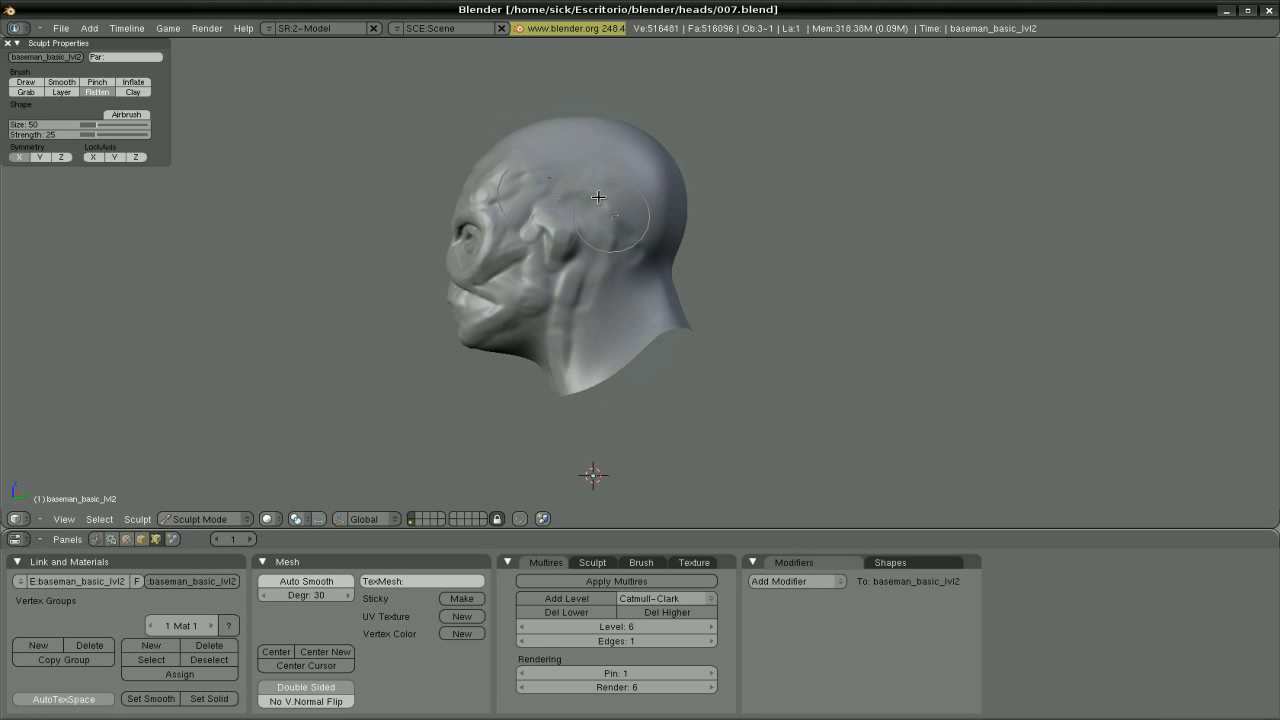 Blender [/home/sick/Escritorio/blender/heads/007.blend]
File Add Timeline Game Render Help SR:2-Model SCE:Scene www.blender.org 248.4 Ve:516481 | Fa:516096 | Ob:3-1 | La:1 | Mem:318.38M (0.09M) | Time: | baseman_basic_lvl2
Sculpt Properties
baseman_basic_lvl2 Par:
Brush
Draw Smooth Pinch Inflate
Grab Layer Flatten Clay
Shape
Airbrush
Size: 50
Strength: 25
Symmetry LockAxis
X Y Z X Y Z
(1) baseman_basic_lvl2
View Select Sculpt Sculpt Mode Global
Panels 1
Link and Materials
E:baseman_basic_lvl2 F baseman_basic_lvl2
Vertex Groups
1 Mat 1 ?
New Delete New Delete
Copy Group Select Deselect
Assign
AutoTexSpace Set Smooth Set Solid
Mesh
Auto Smooth TexMesh:
Degr: 30 Sticky Make
UV Texture New
Vertex Color New
Center Center New
Center Cursor
Double Sided
No V.Normal Flip
Multires Sculpt Brush Texture
Apply Multires
Add Level Catmull-Clark
Del Lower Del Higher
Level: 6
Edges: 1
Rendering
Pin: 1
Render: 6
Modifiers Shapes
Add Modifier To: baseman_basic_lvl2